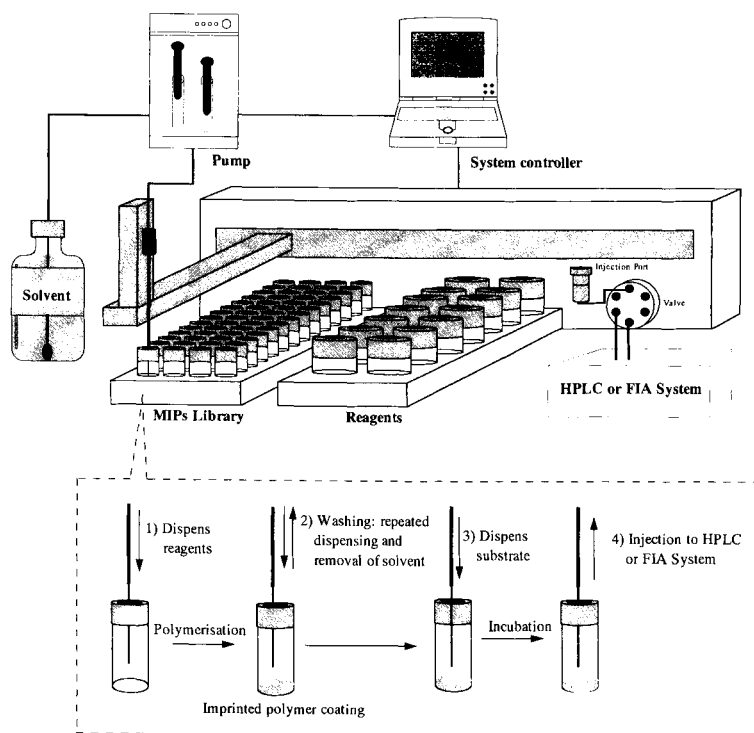 Pump
System controller
Solvent
Injection Port
Valve
HPLC or FIA System
MIPs Library
Reagents
1) Dispens
reagents
2) Washing: repeated
dispensing and
removal of solvent
3) Dispens
substrate
4) Injection to HPLC
or FIA System
Polymerisation
Incubation
Imprinted polymer coating